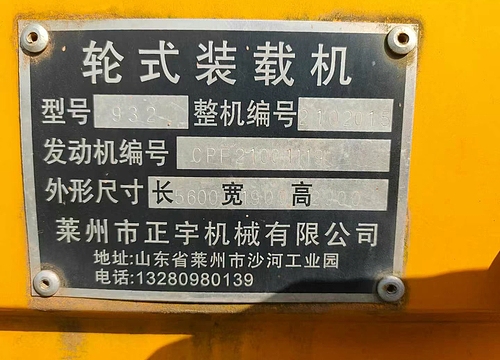 轮式装载机
型号 932 整机编号
发动机编号
外形尺寸 长 5600 宽 高
莱州市正宇机械有限公司
地址:山东省莱州市沙河工业园
电话:13280980139